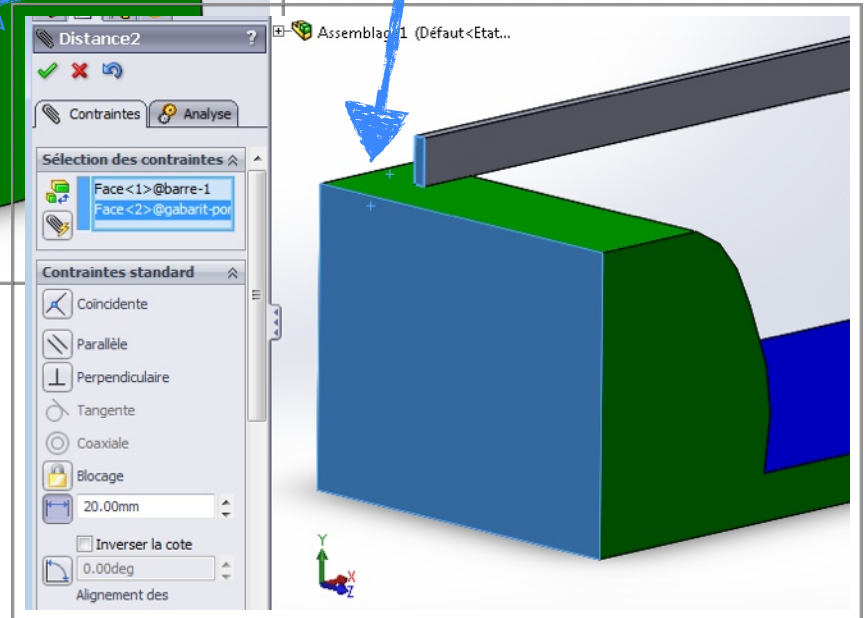 Distance2 ?
Assemblage1 (Défaut<Etat...
Contraintes Analyse
Sélection des contraintes
Face<1>@barre-1
Face<2>@gabarit-por
Contraintes standard
Coïncidente
Parallèle
Perpendiculaire
Tangente
Coaxiale
Blocage
20.00mm
Inverser la cote
0.00deg
Alignement des
Y
X
Z